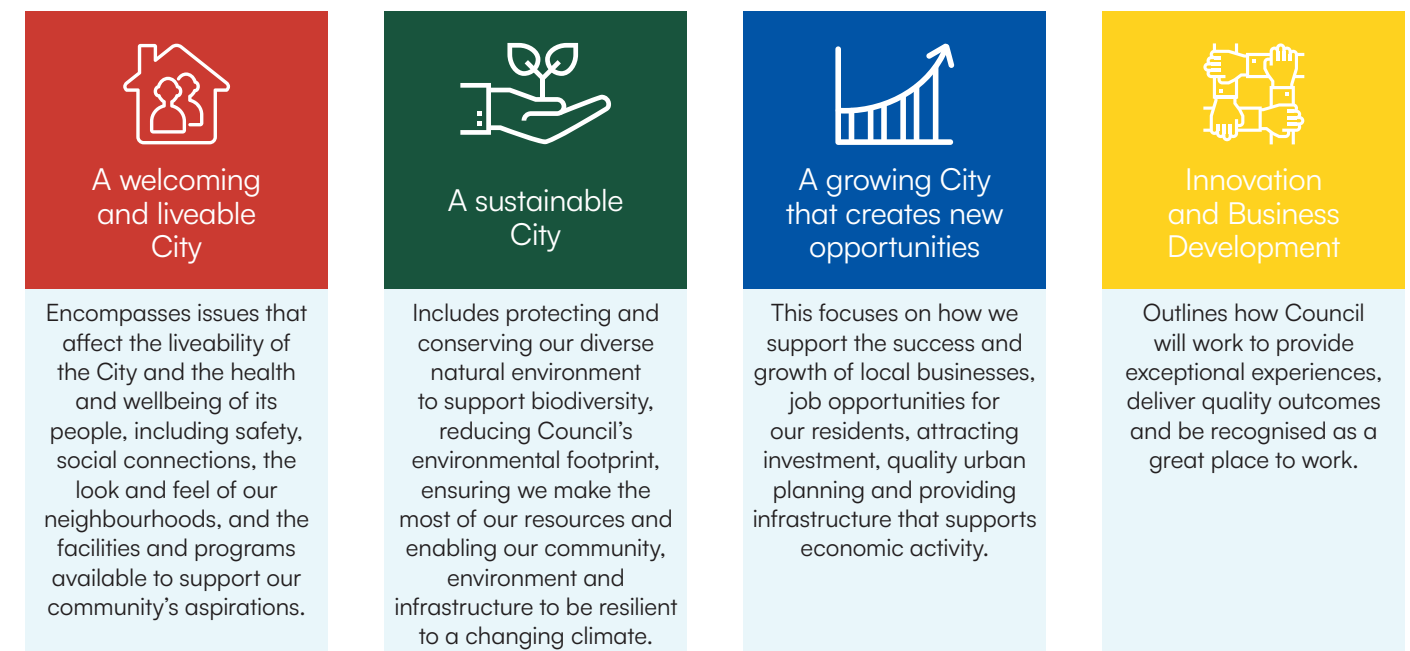 A welcoming
and liveable
City
Encompasses issues that
affect the liveability of
the City and the health
and wellbeing of its
people, including safety,
social connections, the
look and feel of our
neighbourhoods, and the
facilities and programs
available to support our
community's aspirations.
A sustainable
City
Includes protecting and
conserving our diverse
natural environment
to support biodiversity,
reducing Council's
environmental footprint,
ensuring we make the
most of our resources and
enabling our community,
environment and
infrastructure to be resilient
to a changing climate.
A growing City
that creates new
opportunities
This focuses on how we
support the success and
growth of local businesses,
job opportunities for
our residents, attracting
investment, quality urban
planning and providing
infrastructure that supports
economic activity.
Innovation
and Business
Development
Outlines how Council
will work to provide
exceptional experiences,
deliver quality outcomes
and be recognised as a
great place to work.